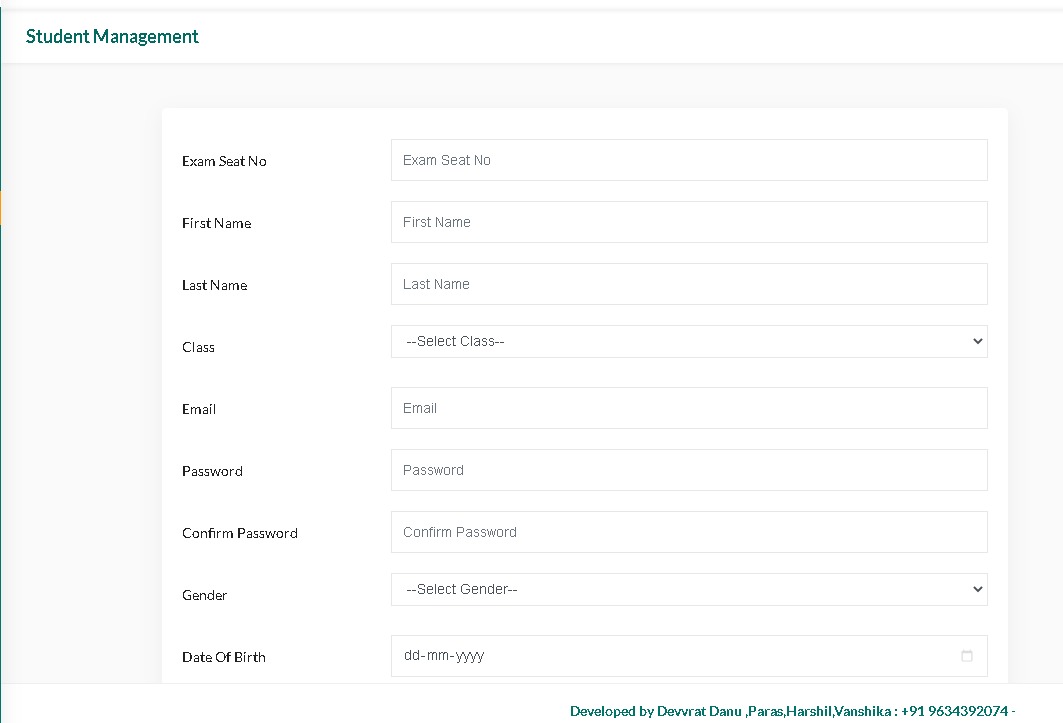 Student Management
Exam Seat No
Exam Seat No
First Name
First Name
Last Name
Last Name
Class
--Select Class--
Email
Email
Password
Password
Confirm Password
Confirm Password
Gender
--Select Gender--
Date Of Birth
dd-mm-yyyy
Developed by Devvrat Danu ,Paras,Harshil,Vanshika : +91 9634392074 -